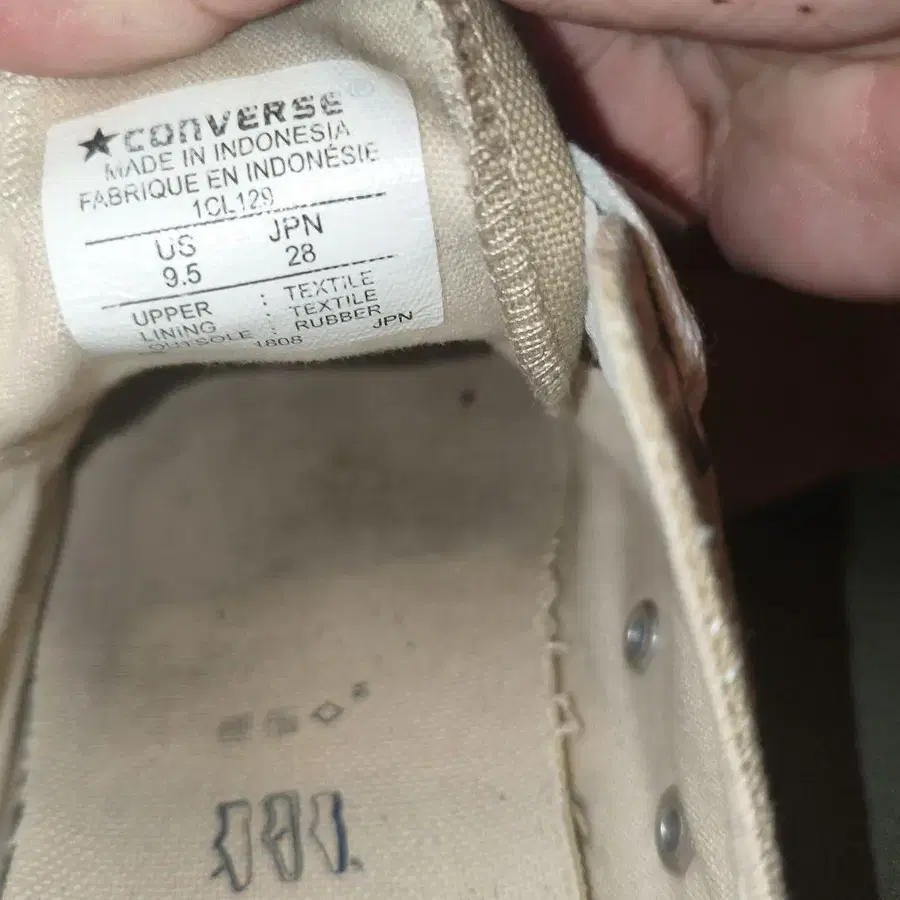 ★CONVERSE®
MADE IN INDONESIA
FABRIQUE EN INDONÉSIE
1CL129
US JPN
9.5 28
UPPER : TEXTILE
LINING : TEXTILE
OUTSOLE : RUBBER
1808 JPN